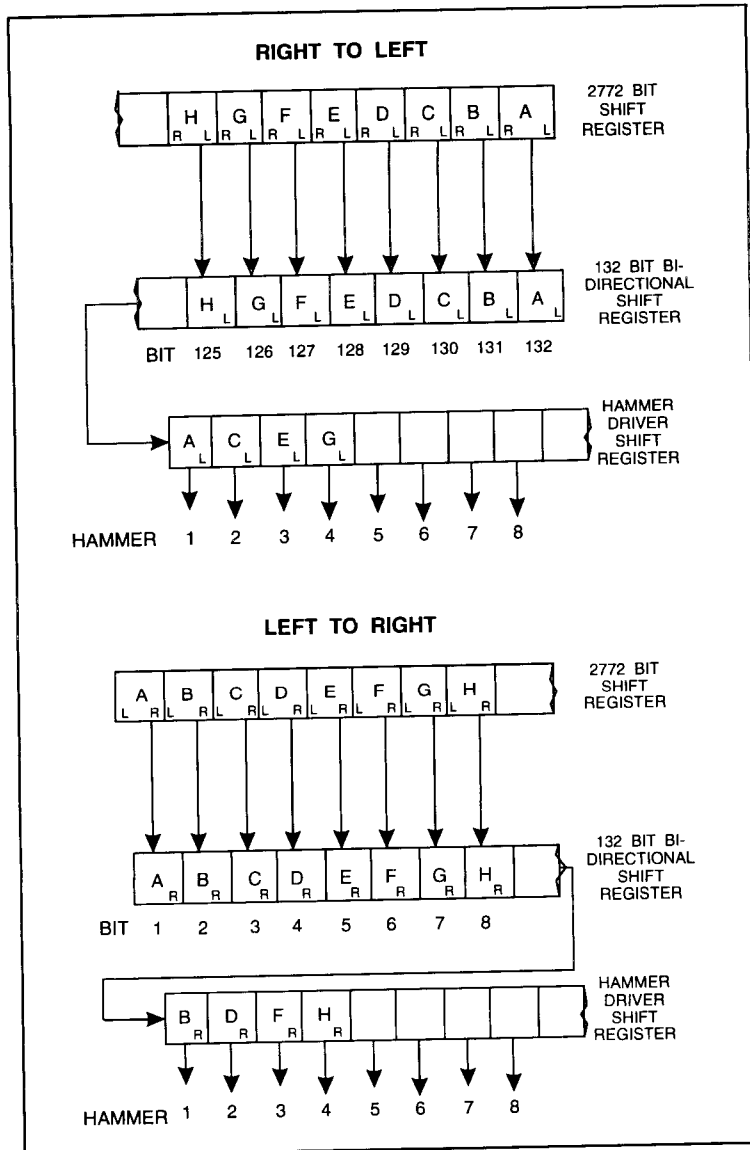 RIGHT TO LEFT
H G F E D C B A
R L R L R L R L R L R L R L R L
2772 BIT
SHIFT
REGISTER
H G F E D C B A
L L L L L L L L
132 BIT BI-
DIRECTIONAL
SHIFT
REGISTER
BIT 125 126 127 128 129 130 131 132
A C E G
L L L L
HAMMER
DRIVER
SHIFT
REGISTER
HAMMER 1 2 3 4 5 6 7 8
LEFT TO RIGHT
A B C D E F G H
L R L R L R L R L R L R L R L R
2772 BIT
SHIFT
REGISTER
A B C D E F G H
R R R R R R R R
132 BIT BI-
DIRECTIONAL
SHIFT
REGISTER
BIT 1 2 3 4 5 6 7 8
B D F H
R R R R
HAMMER
DRIVER
SHIFT
REGISTER
HAMMER 1 2 3 4 5 6 7 8